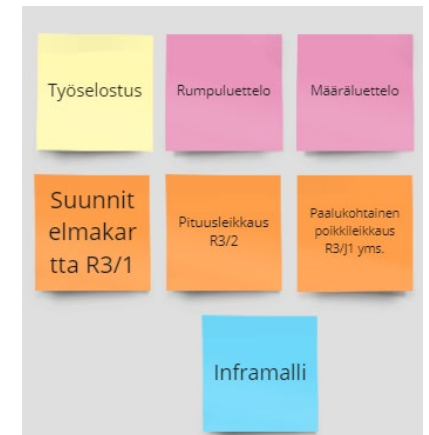 Työselostus
Rumpuluettelo
Määräluettelo
Suunnit
elmakar
tta R3/1
Pituusleikkaus
R3/2
Paalukohtainen
poikkileikkaus
R3/J1 yms.
Inframalli